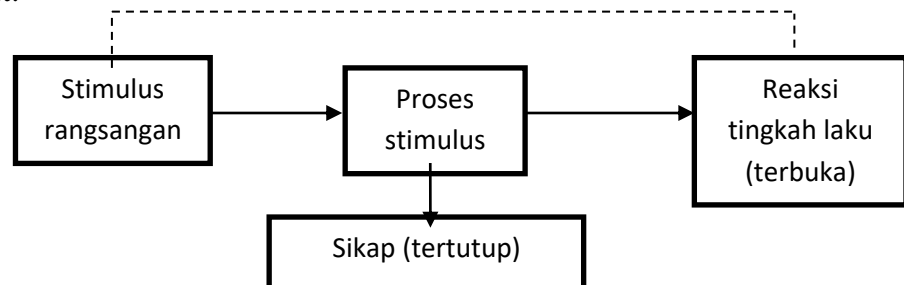 Stimulus
rangsangan
Proses
stimulus
Reaksi
tingkah laku
(terbuka)
Sikap (tertutup)